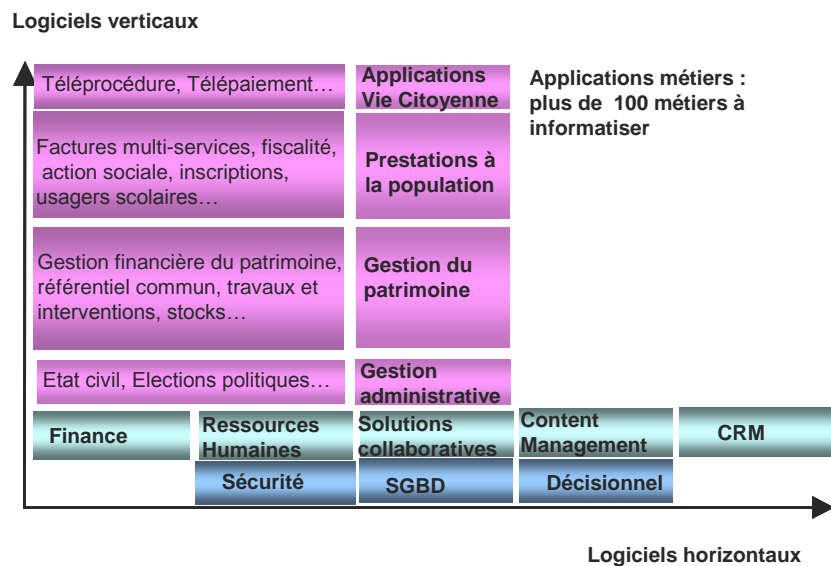 Logiciels verticaux
Téléprocédure, Télépaiement…
Applications
Vie Citoyenne
Applications métiers :
plus de 100 métiers à
informatiser
Factures multi-services, fiscalité,
action sociale, inscriptions,
usagers scolaires…
Prestations à
la population
Gestion financière du patrimoine,
référentiel commun, travaux et
interventions, stocks…
Gestion du
patrimoine
Etat civil, Elections politiques…
Gestion
administrative
Finance
Ressources
Humaines
Solutions
collaboratives
Content
Management
CRM
Sécurité
SGBD
Décisionnel
Logiciels horizontaux